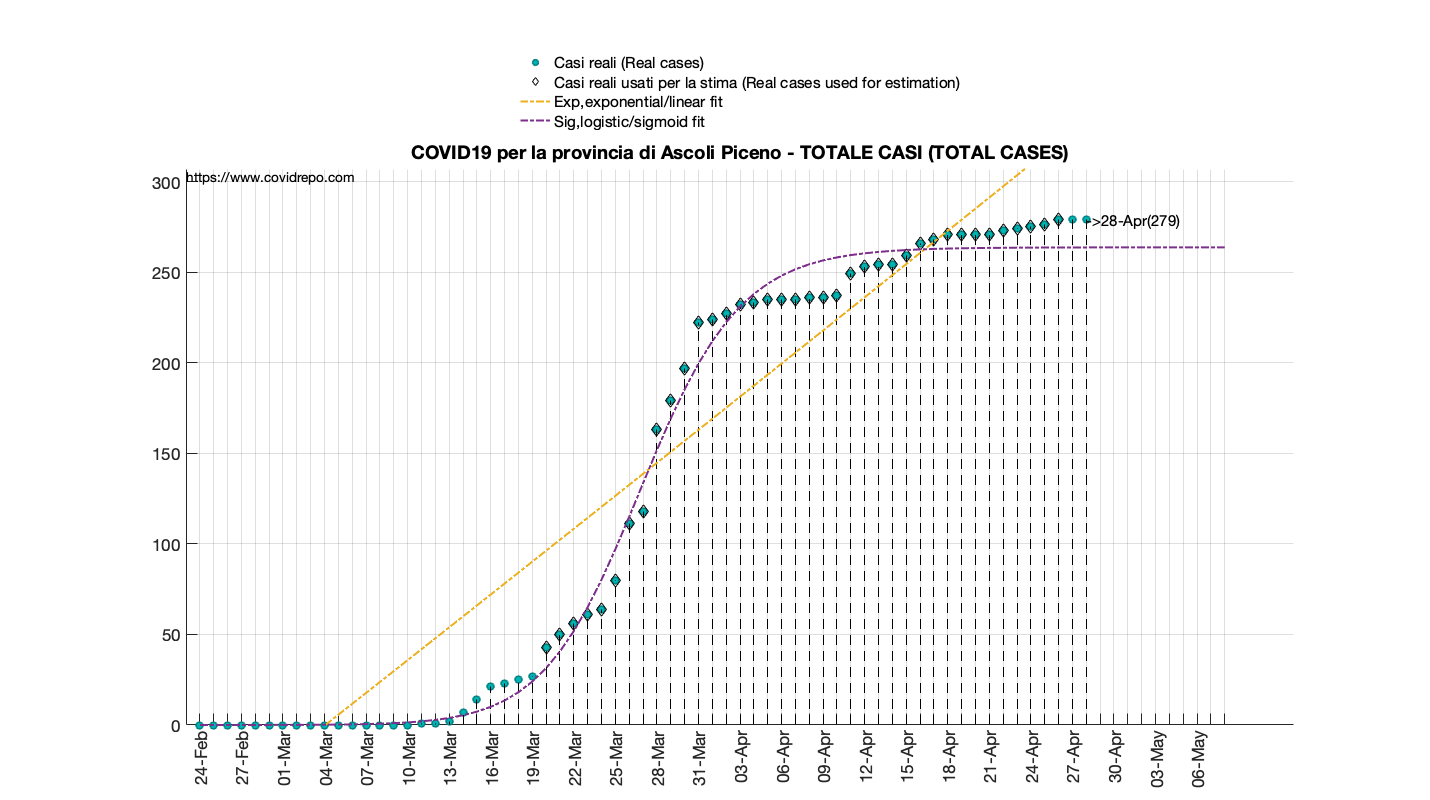 Casi reali (Real cases)
Casi reali usati per la stima (Real cases used for estimation)
Exp,exponential/linear fit
Sig,logistic/sigmoid fit
COVID19 per la provincia di Ascoli Piceno - TOTALE CASI (TOTAL CASES)
https://www.covidrepo.com
300
250
200
150
100
50
0
->28-Apr(279)
24-Feb
27-Feb
01-Mar
04-Mar
07-Mar
10-Mar
13-Mar
16-Mar
19-Mar
22-Mar
25-Mar
28-Mar
31-Mar
03-Apr
06-Apr
09-Apr
12-Apr
15-Apr
18-Apr
21-Apr
24-Apr
27-Apr
30-Apr
03-May
06-May